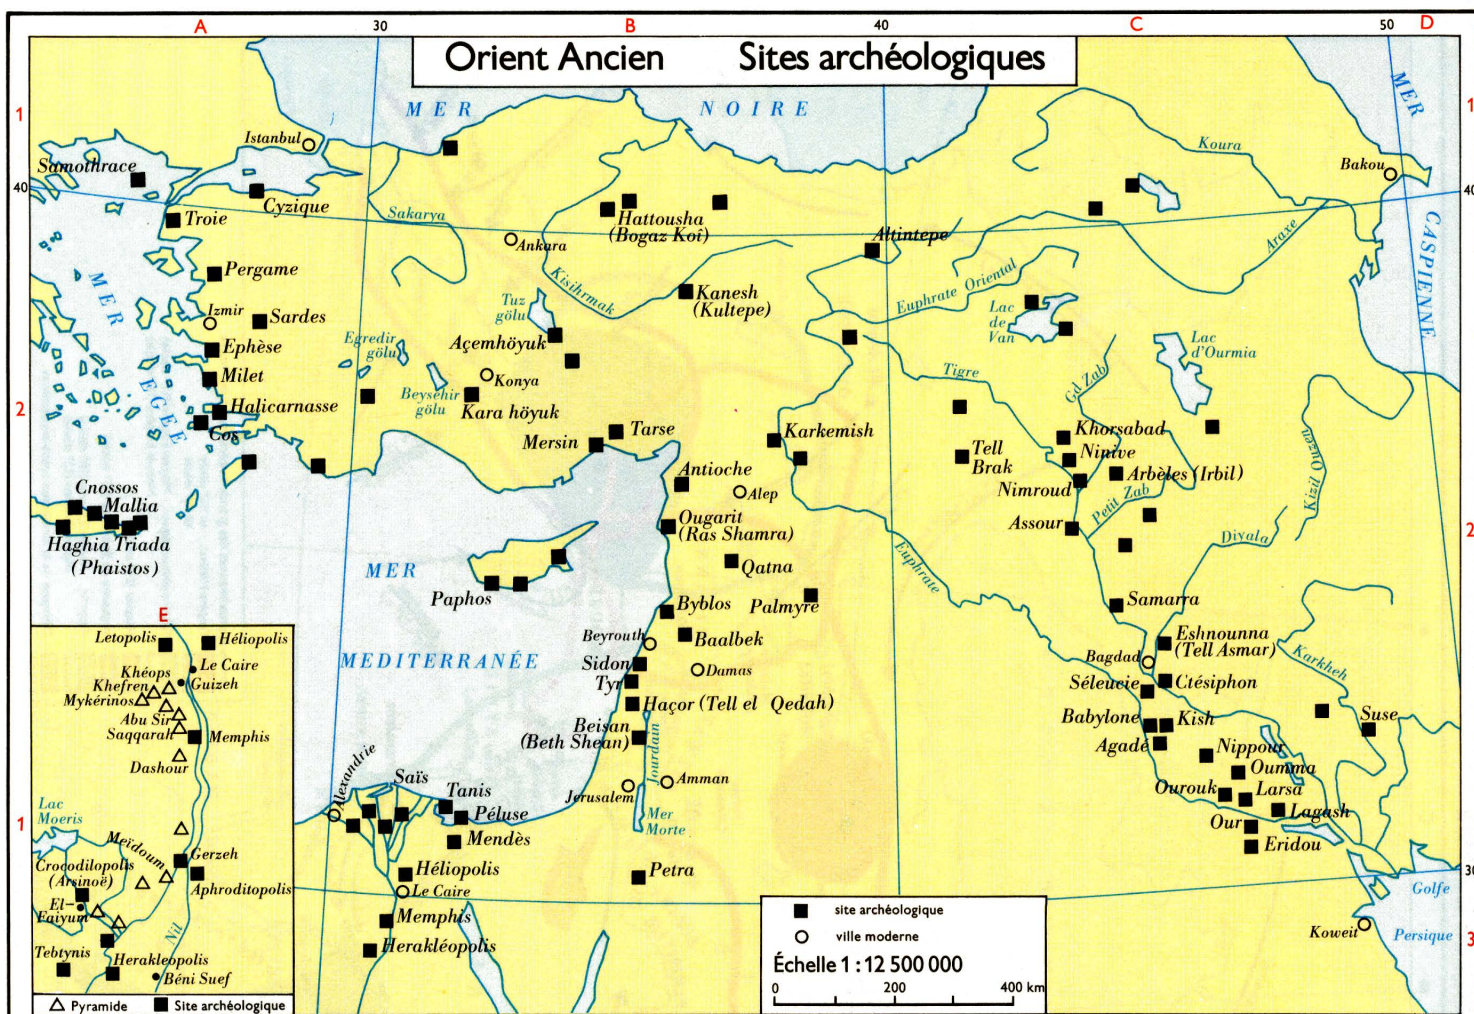 A
30
B
40
C
50
D
Orient Ancien Sites archéologiques
1
MER NOIRE
MER
CASPIENNE
1
Istanbul
Koura
Bakou
Samothrace
40
40
Cyzique
Troie
Sakarya
Hattousha
(Bogaz Koî)
Ankara
Altintepe
Araxe
MER
EGEE
Pergame
Kisihrmak
Kanesh
(Kultepe)
Euphrate Oriental
Izmir
Sardes
Tuz
gölu
Lac
de
Van
Ephèse
Egredir
gölu
Açemhöyuk
Lac
d'Ourmia
Milet
Konya
Tigre
Gd Zab
2
Halicarnasse
Beysehir
gölu
Kara höyuk
Cos
Mersin
Tarse
Karkemish
Khorsabad
Tell
Brak
Ninive
Kizil Ouzen
Antioche
Nimroud
Arbèles (Irbil)
Cnossos
Alep
Petit Zab
Mallia
Ougarit
(Ras Shamra)
Assour
2
Haghia Triada
(Phaistos)
Diyala
MER
Qatna
Euphrate
Paphos
Byblos
Palmyre
Samarra
E
Letopolis
Héliopolis
Beyrouth
Baalbek
Eshnounna
(Tell Asmar)
Le Caire
MEDITERRANÉE
Sidon
Damas
Bagdad
Karkheh
Khéops
Guizeh
Khefren
Tyr
Séleucie
Ctésiphon
Mykérinos
Haçor (Tell el Qedah)
Abu Sir
Beisan
(Beth Shean)
Babylone
Kish
Suse
Saqqarah
Memphis
Agadé
Nippour
Dashour
Alexandrie
Jourdain
Oumma
Saïs
Amman
Tanis
Jerusalem
Ourouk
Larsa
Lac
Moeris
Péluse
Mer
Morte
Lagash
1
Our
Mendès
Eridou
Meïdoum
Gerzeh
Crocodilopolis
(Arsinoë)
Héliopolis
Petra
30
Aphroditopolis
Le Caire
Golfe
Persique
El-
Faiyum
Memphis
site archéologique
Koweit
Nil
ville moderne
3
Tebtynis
Herakléopolis
Herakleopolis
Échelle 1 : 12 500 000
Béni Suef
0 200 400 km
Pyramide Site archéologique